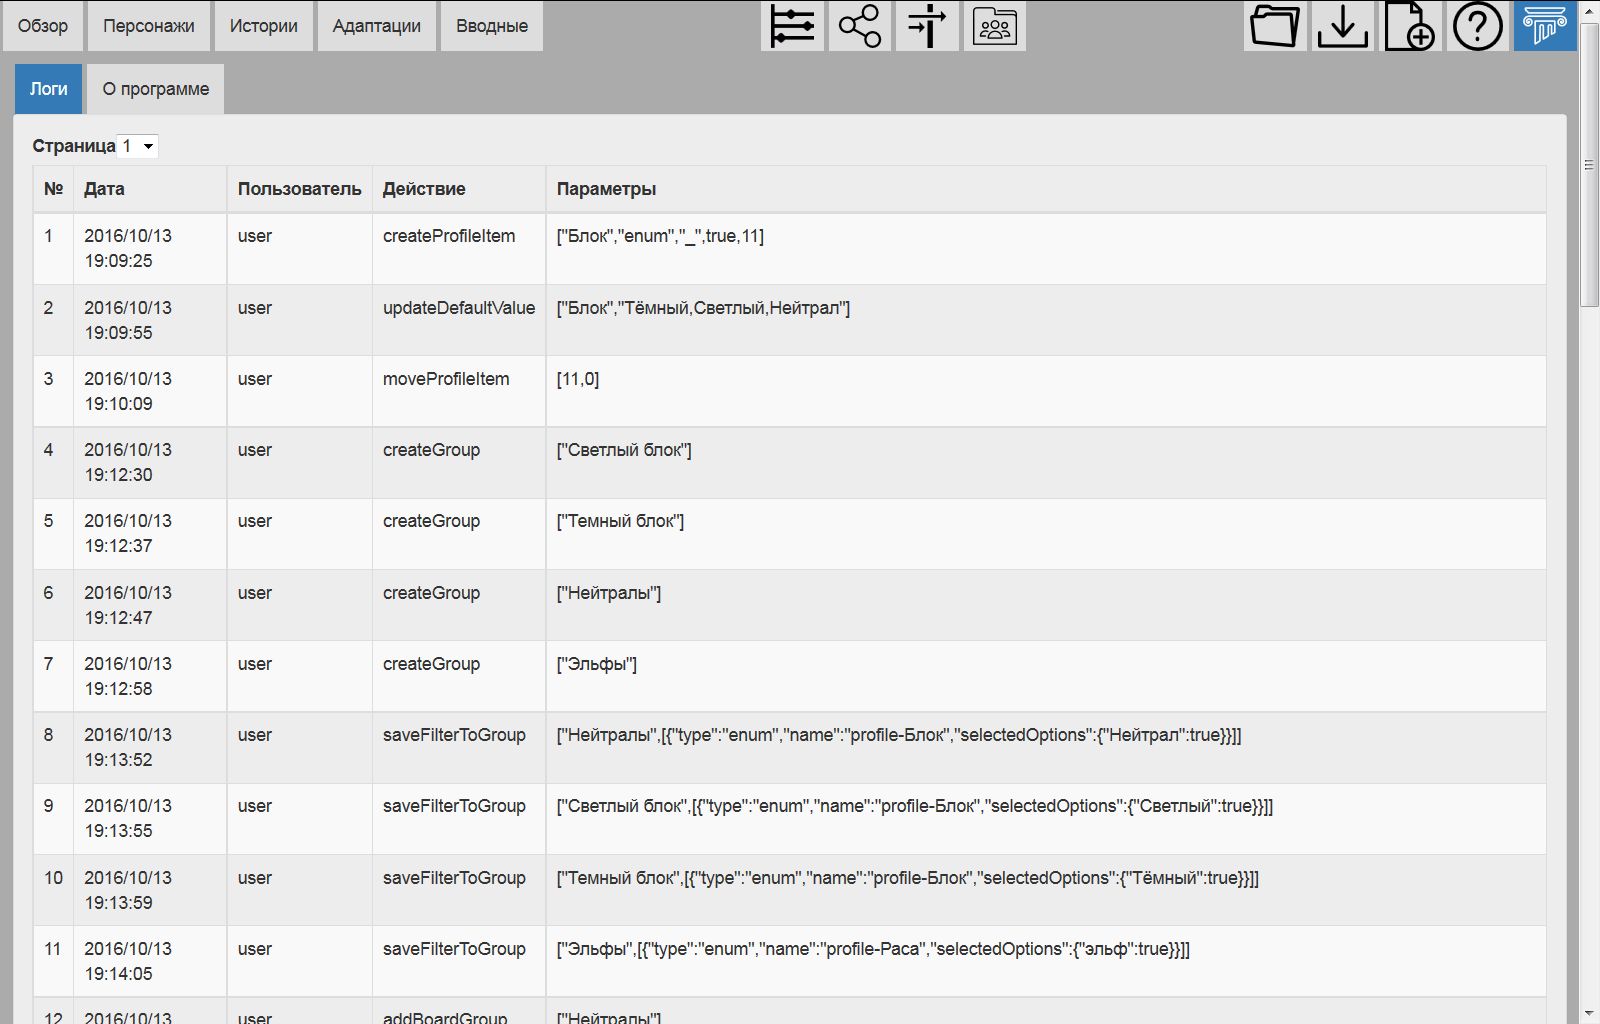 Обзор Персонажи Истории Адаптации Вводные
Логи О программе
Страница 1
№ Дата Пользователь Действие Параметры
1 2016/10/13 user createProfileItem ["Блок","enum","_",true,11]
19:09:25
2 2016/10/13 user updateDefaultValue ["Блок","Тёмный,Светлый,Нейтрал"]
19:09:55
3 2016/10/13 user moveProfileItem [11,0]
19:10:09
4 2016/10/13 user createGroup ["Светлый блок"]
19:12:30
5 2016/10/13 user createGroup ["Темный блок"]
19:12:37
6 2016/10/13 user createGroup ["Нейтралы"]
19:12:47
7 2016/10/13 user createGroup ["Эльфы"]
19:12:58
8 2016/10/13 user saveFilterToGroup ["Нейтралы",[{"type":"enum","name":"profile-Блок","selectedOptions":{"Нейтрал":true}}]]
19:13:52
9 2016/10/13 user saveFilterToGroup ["Светлый блок",[{"type":"enum","name":"profile-Блок","selectedOptions":{"Светлый":true}}]]
19:13:55
10 2016/10/13 user saveFilterToGroup ["Темный блок",[{"type":"enum","name":"profile-Блок","selectedOptions":{"Тёмный":true}}]]
19:13:59
11 2016/10/13 user saveFilterToGroup ["Эльфы",[{"type":"enum","name":"profile-Раса","selectedOptions":{"эльф":true}}]]
19:14:05
12 2016/10/13 user addBoardGroup ["Нейтралы"]